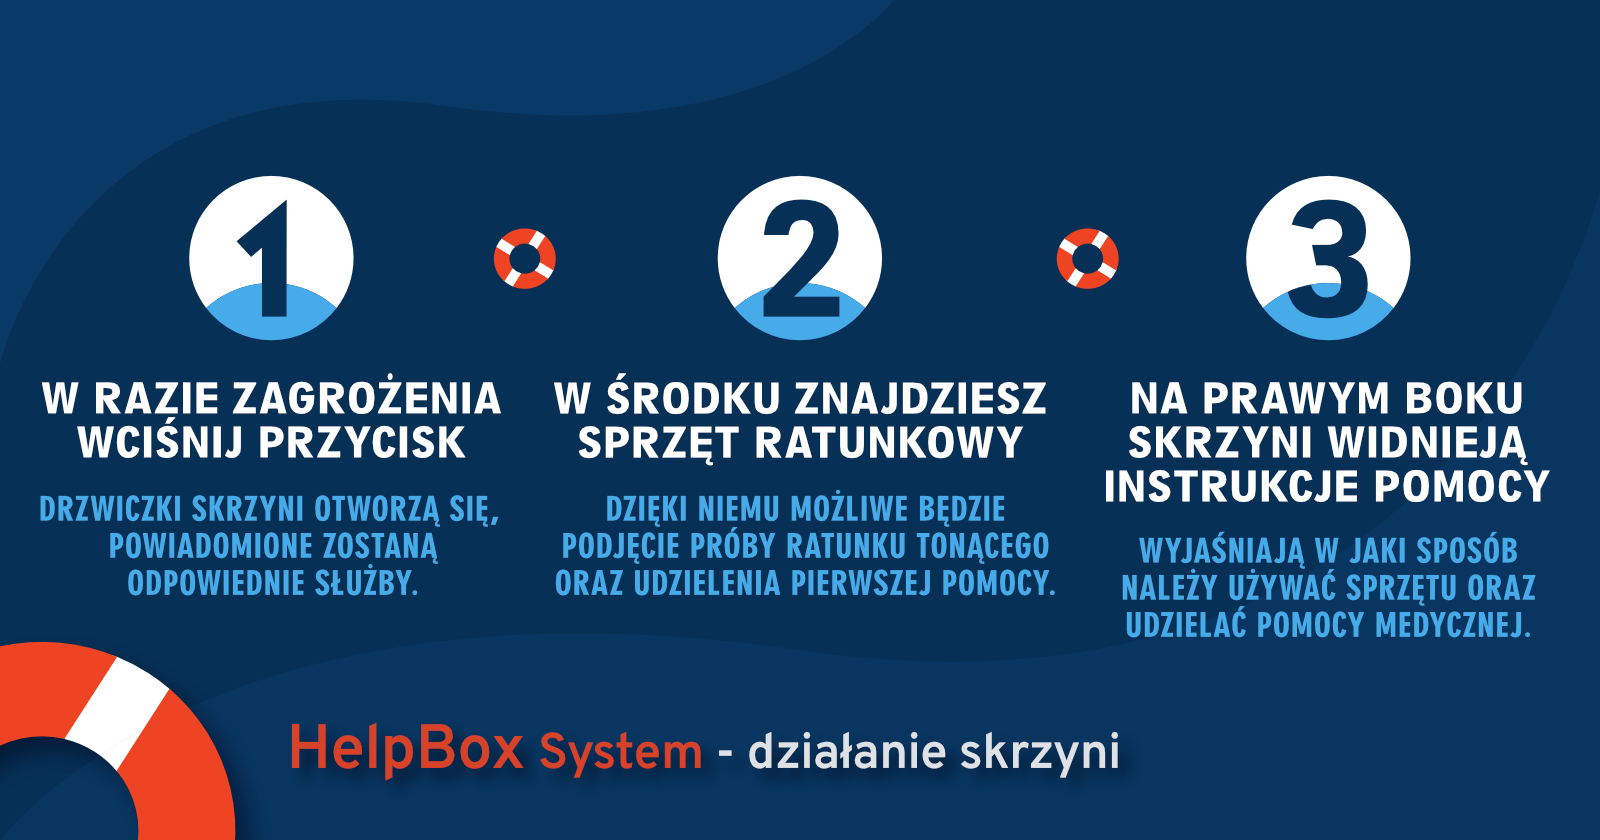 1
W RAZIE ZAGROŻENIA
WCIŚNIJ PRZYCISK
DRZWICZKI SKRZYNI OTWORZĄ SIĘ,
POWIADOMIONE ZOSTANĄ
ODPOWIEDNIE SŁUŻBY.
2
W ŚRODKU ZNAJDZIESZ
SPRZĘT RATUNKOWY
DZIĘKI NIEMU MOŻLIWE BĘDZIE
PODJĘCIE PRÓBY RATUNKU TONĄCEGO
ORAZ UDZIELENIA PIERWSZEJ POMOCY.
3
NA PRAWYM BOKU
SKRZYNI WIDNIEJĄ
INSTRUKCJE POMOCY
WYJAŚNIAJĄ W JAKI SPOSÓB
NALEŻY UŻYWAĆ SPRZĘTU ORAZ
UDZIELAĆ POMOCY MEDYCZNEJ.
HelpBox System - działanie skrzyni